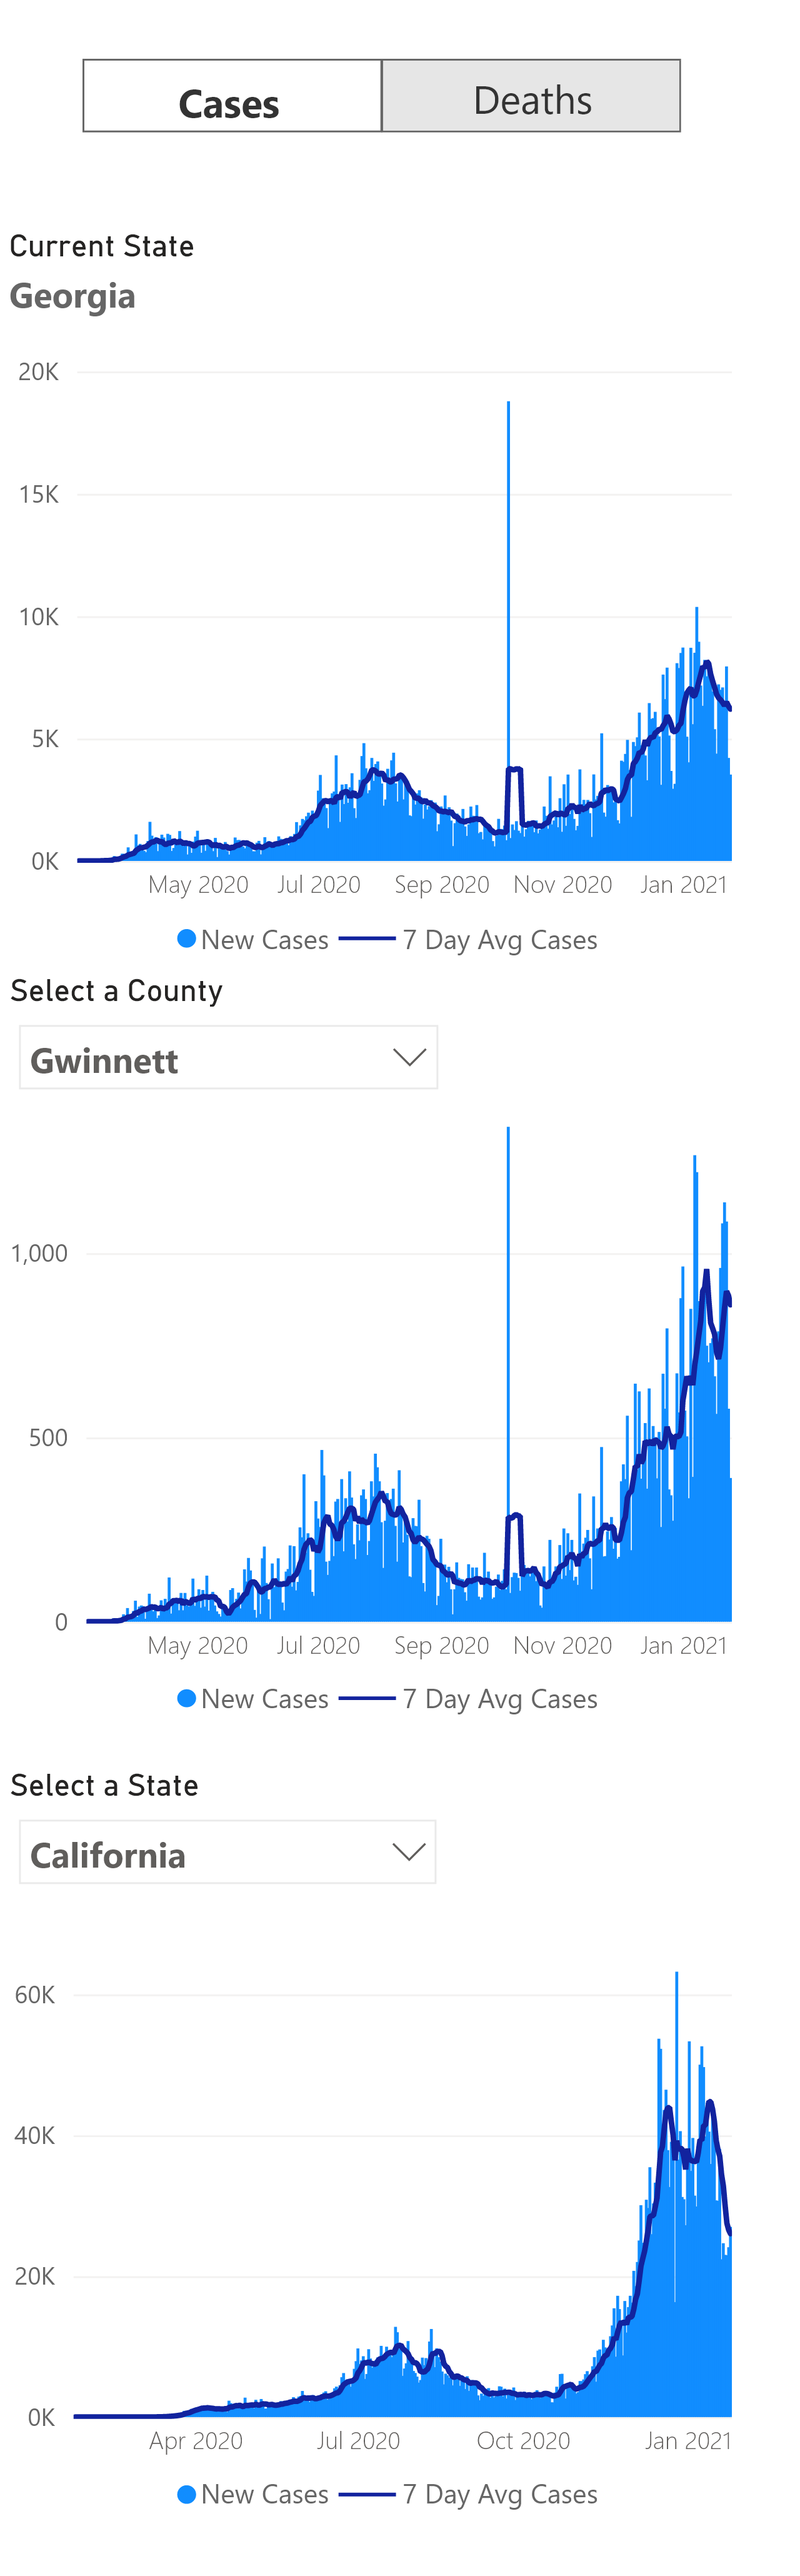 Cases Deaths
Current State
Georgia
20K
15K
10K
5K
0K
May 2020 Jul 2020 Sep 2020 Nov 2020 Jan 2021
New Cases 7 Day Avg Cases
Select a County
Gwinnett
1,000
500
0
May 2020 Jul 2020 Sep 2020 Nov 2020 Jan 2021
New Cases 7 Day Avg Cases
Select a State
California
60K
40K
20K
0K
Apr 2020 Jul 2020 Oct 2020 Jan 2021
New Cases 7 Day Avg Cases